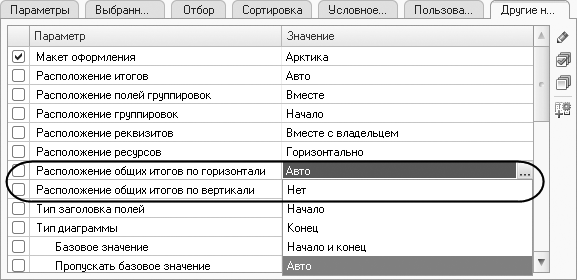 Параметры Выбранн... Отбор Сортировка Условное... Пользова... Другие н...
Параметр Значение
Макет оформления Арктика
Расположение итогов Авто
Расположение полей группировок Вместе
Расположение группировок Начало
Расположение реквизитов Вместе с владельцем
Расположение ресурсов Горизонтально
Расположение общих итогов по горизонтали Авто ...
Расположение общих итогов по вертикали Нет
Тип заголовка полей Начало
Тип диаграммы Конец
Базовое значение Начало и конец
Пропускать базовое значение Авто